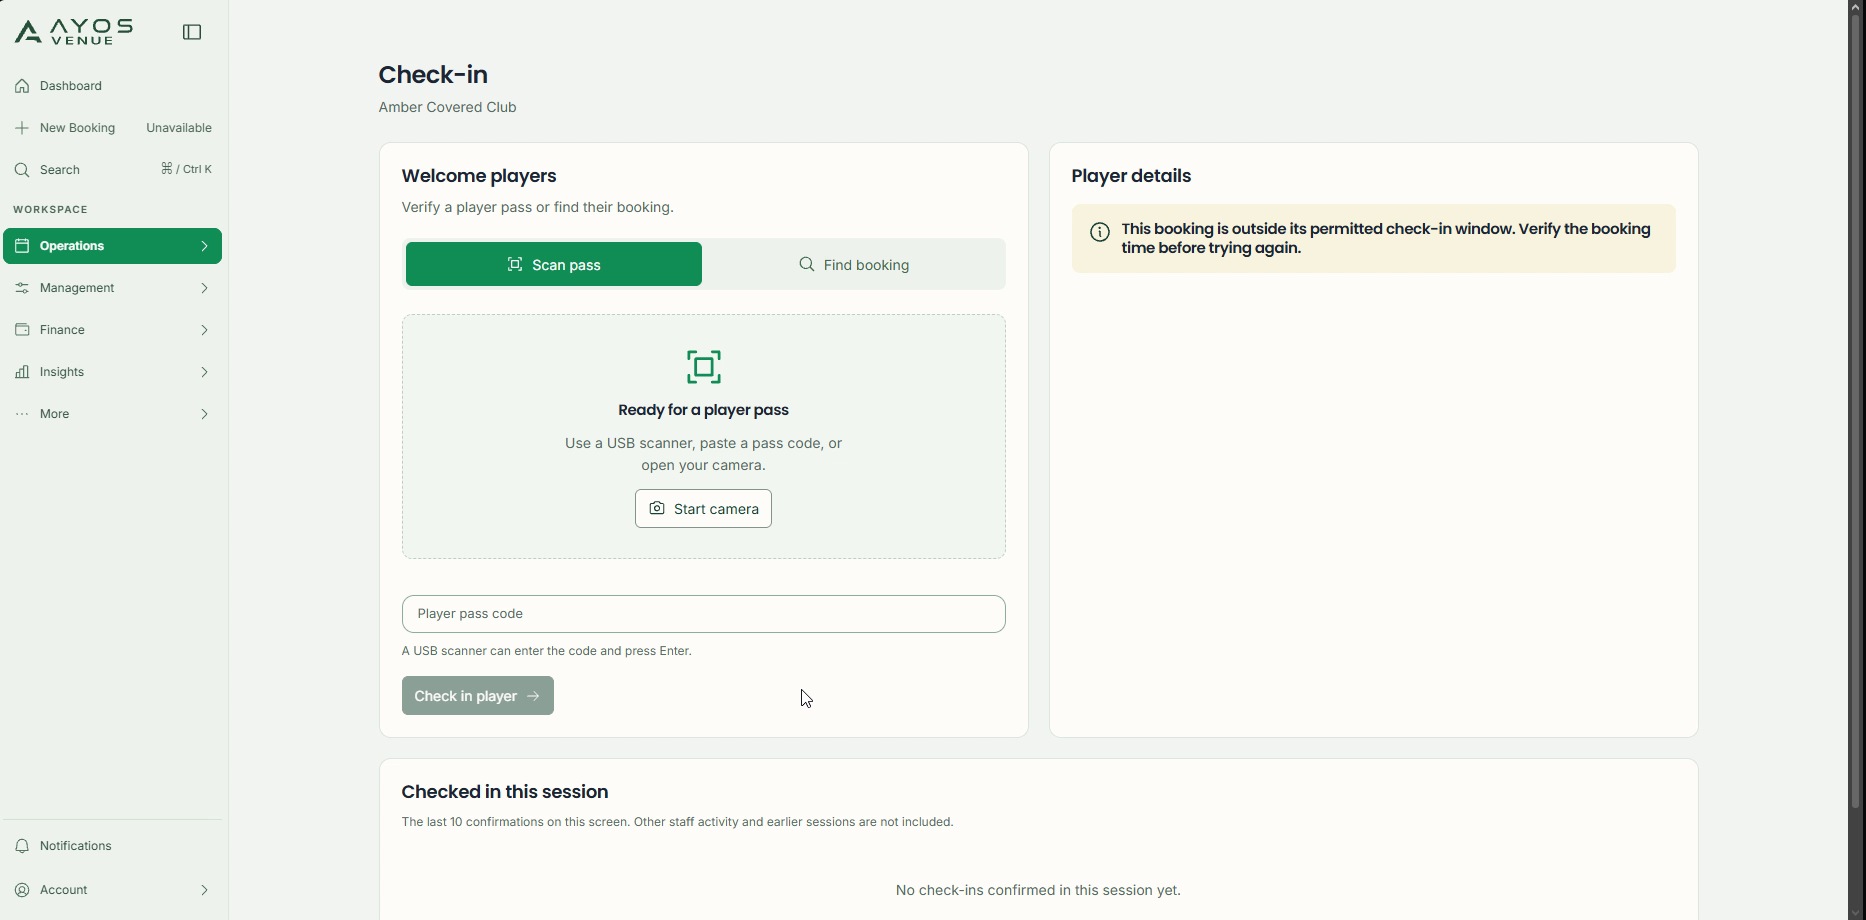 AYOS
VENUE
Dashboard
New Booking Unavailable
Search ⌘ / Ctrl K
WORKSPACE
Operations
Management
Finance
Insights
More
Notifications
Account
Check-in
Amber Covered Club
Welcome players
Verify a player pass or find their booking.
Scan pass Find booking
Ready for a player pass
Use a USB scanner, paste a pass code, or
open your camera.
Start camera
Player pass code
A USB scanner can enter the code and press Enter.
Check in player
Player details
This booking is outside its permitted check-in window. Verify the booking
time before trying again.
Checked in this session
The last 10 confirmations on this screen. Other staff activity and earlier sessions are not included.
No check-ins confirmed in this session yet.